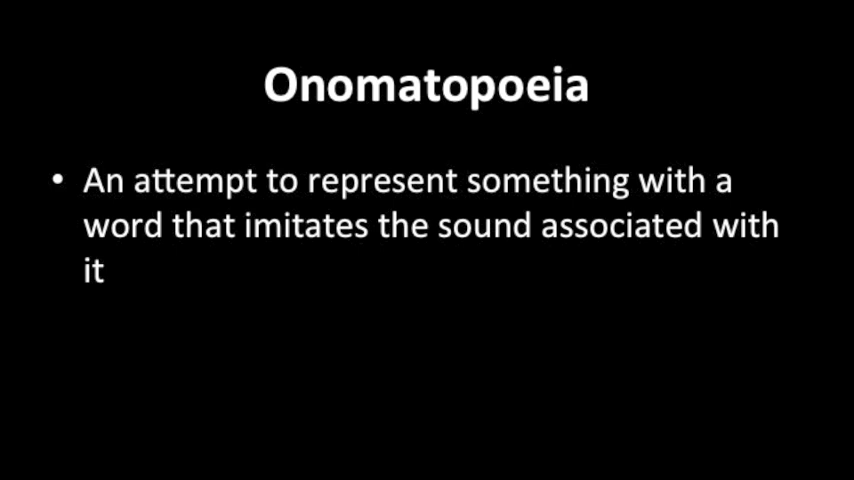 Onomatopoeia
• An attempt to represent something with a
word that imitates the sound associated with
it